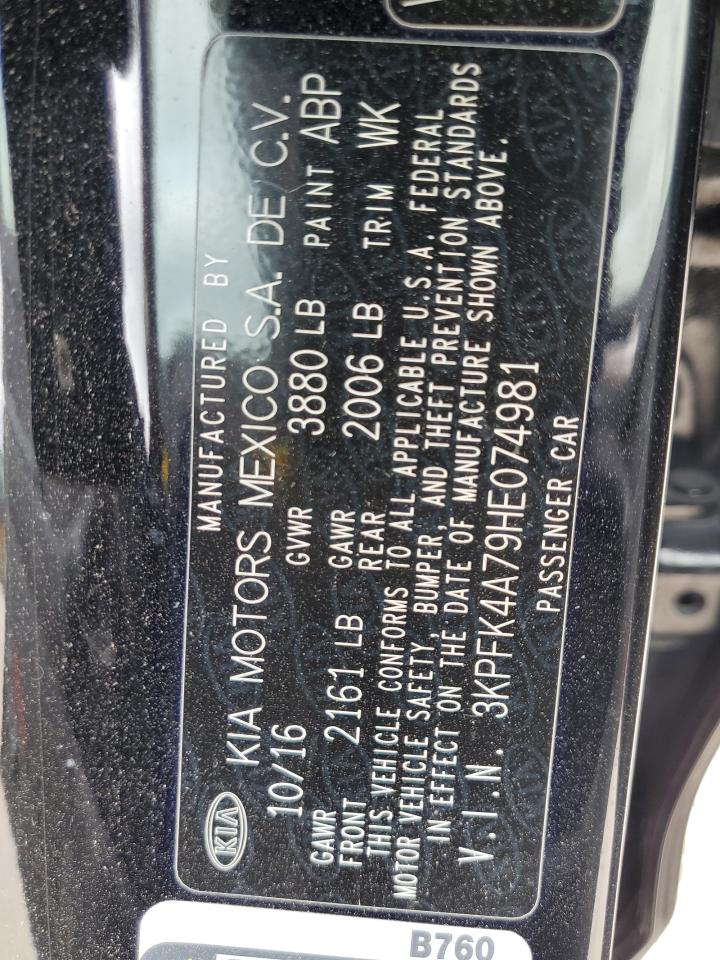 MANUFACTURED BY
KIA KIA MOTORS MEXICO S.A. DE C.V.
10/16 GVWR 3880 LB PAINT ABP
GAWR FRONT 2161 LB GAWR REAR 2006 LB TRIM WK
THIS VEHICLE CONFORMS TO ALL APPLICABLE U.S.A. FEDERAL
MOTOR VEHICLE SAFETY, BUMPER, AND THEFT PREVENTION STANDARDS
IN EFFECT ON THE DATE OF MANUFACTURE SHOWN ABOVE.
V.I.N. 3KPFK4A79HE074981
PASSENGER CAR
B760